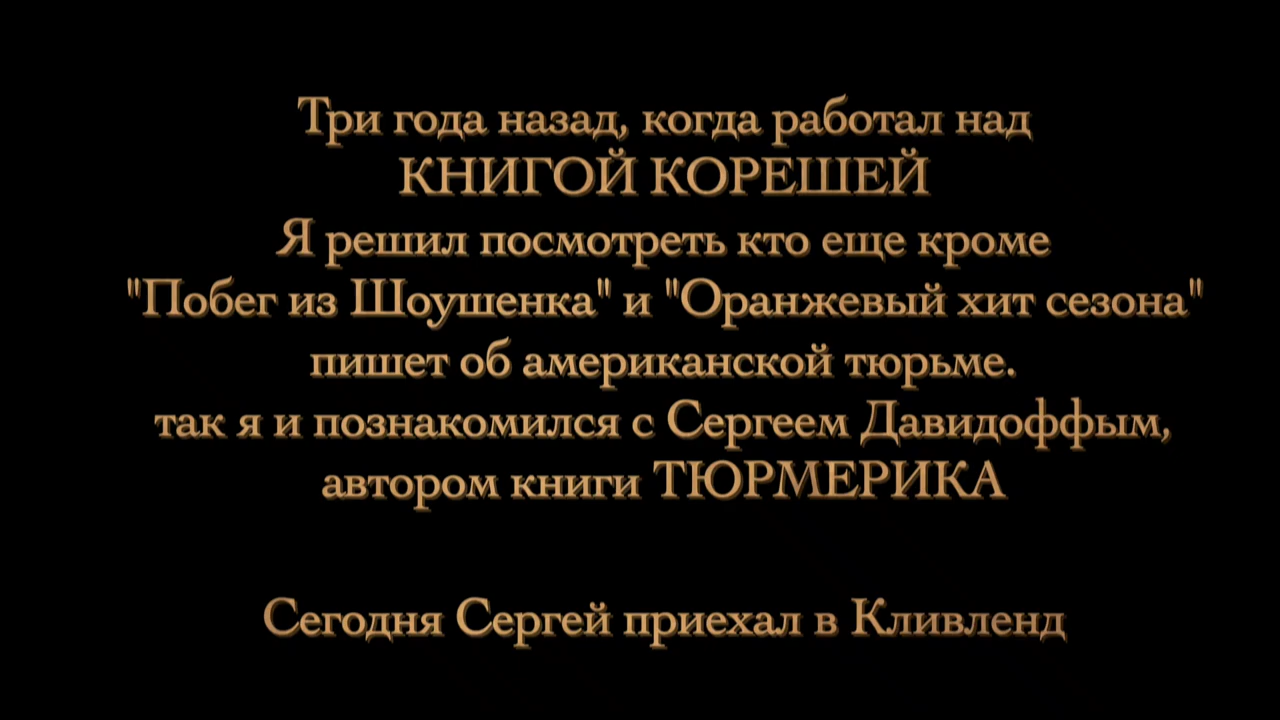 Три года назад, когда работал над
КНИГОЙ КОРЕШЕЙ
Я решил посмотреть кто еще кроме
"Побег из Шоушенка" и "Оранжевый хит сезона"
пишет об американской тюрьме.
так я и познакомился с Сергеем Давидоффым,
автором книги ТЮРМЕРИКА
Сегодня Сергей приехал в Кливленд